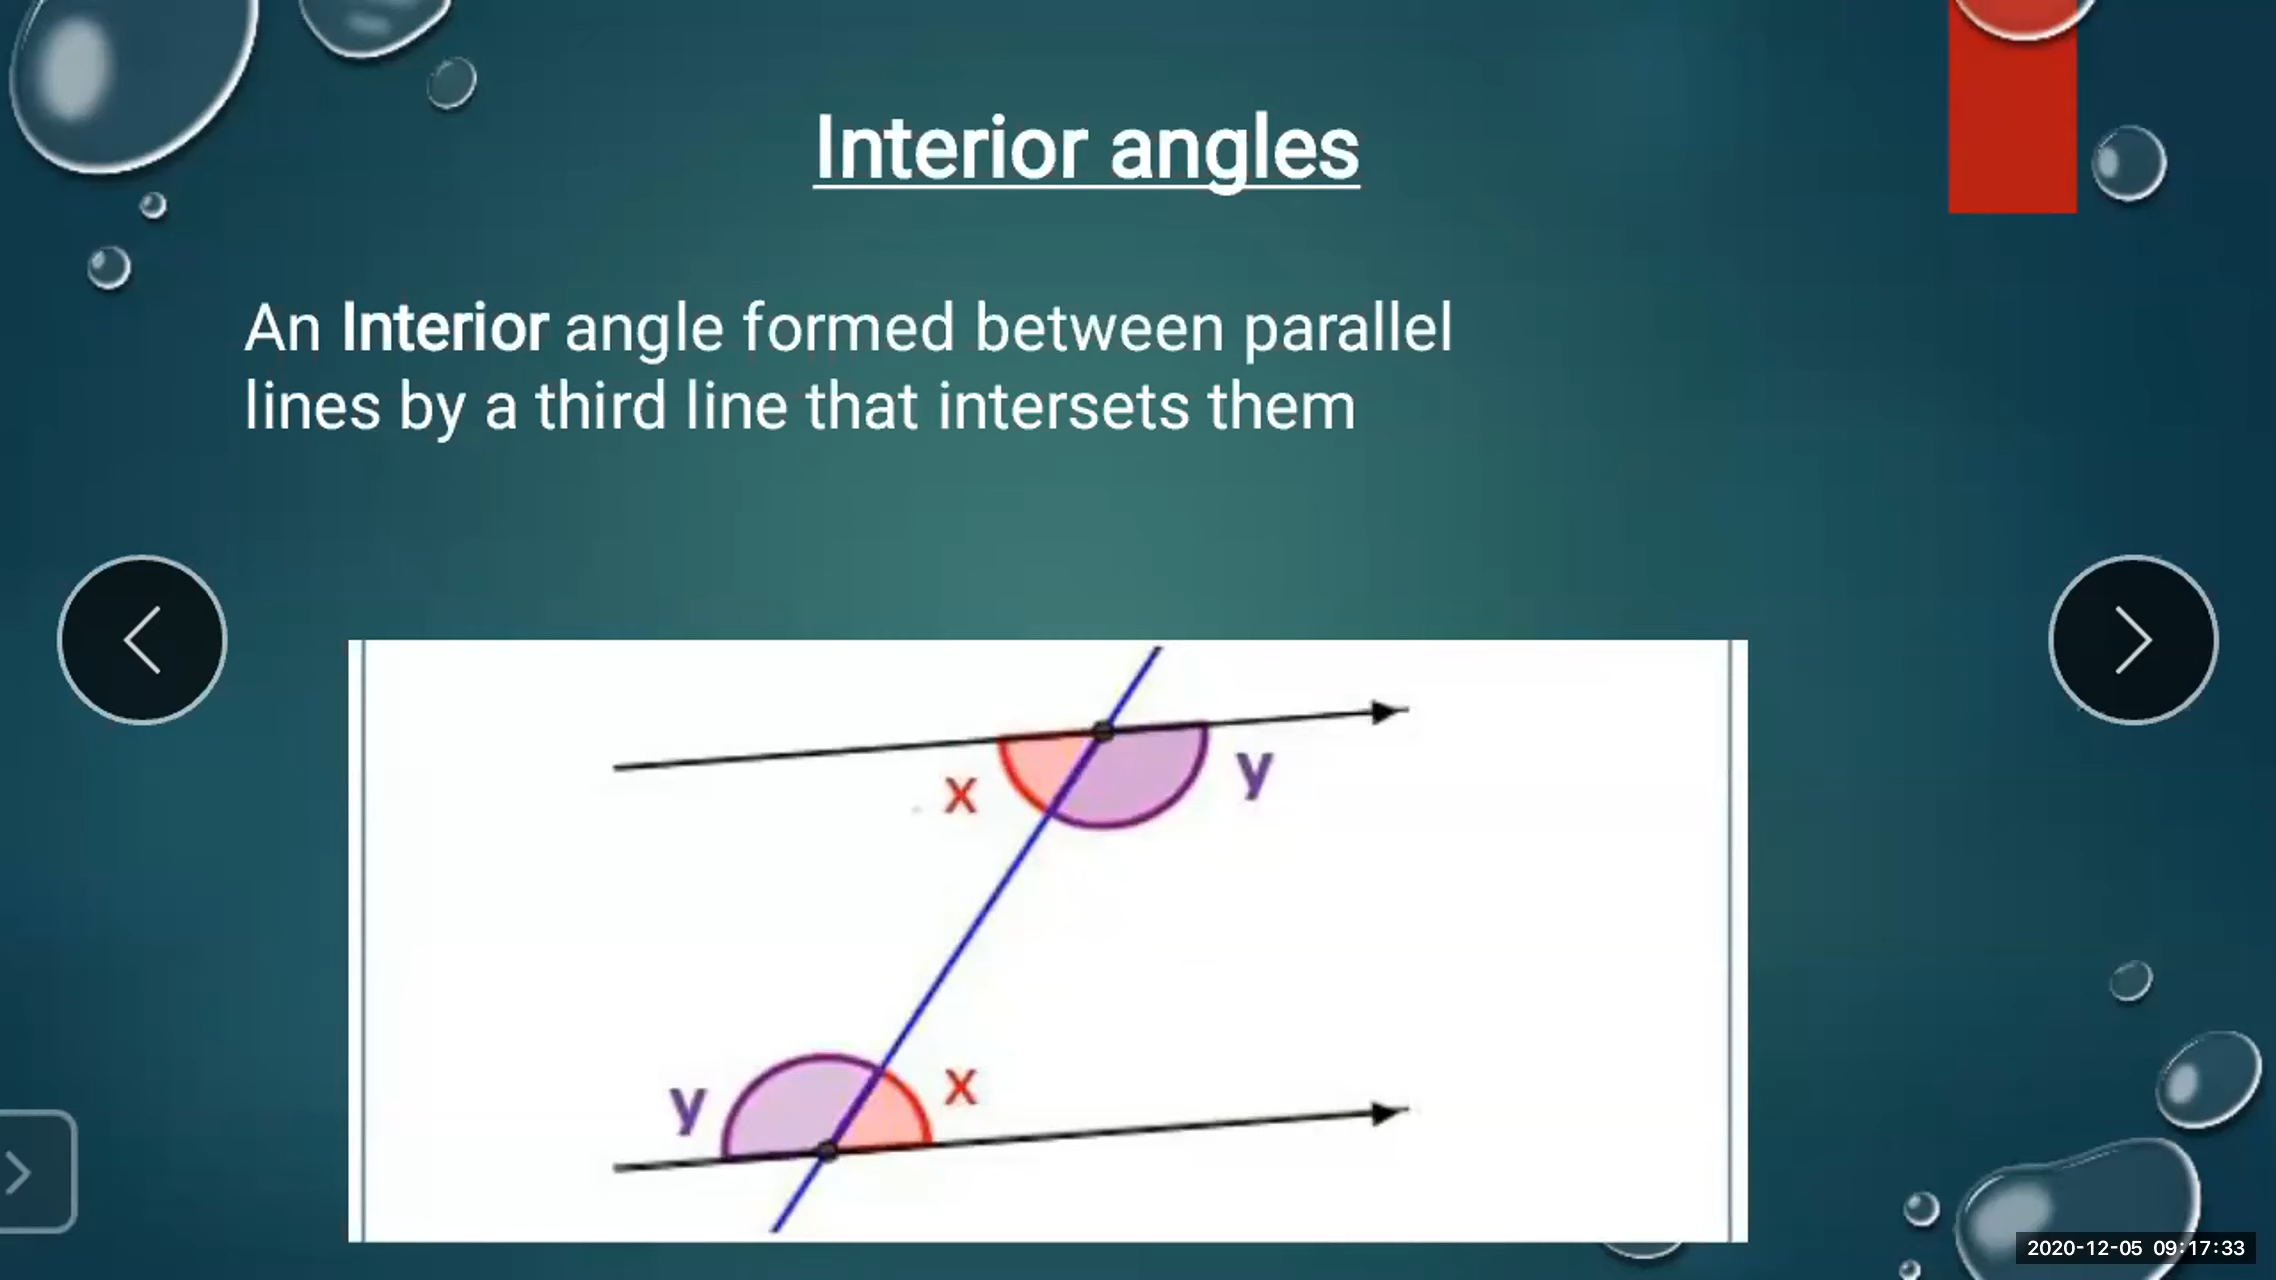 Interior angles
An Interior angle formed between parallel
lines by a third line that intersets them
x
y
y
x
2020-12-05 09:17:33